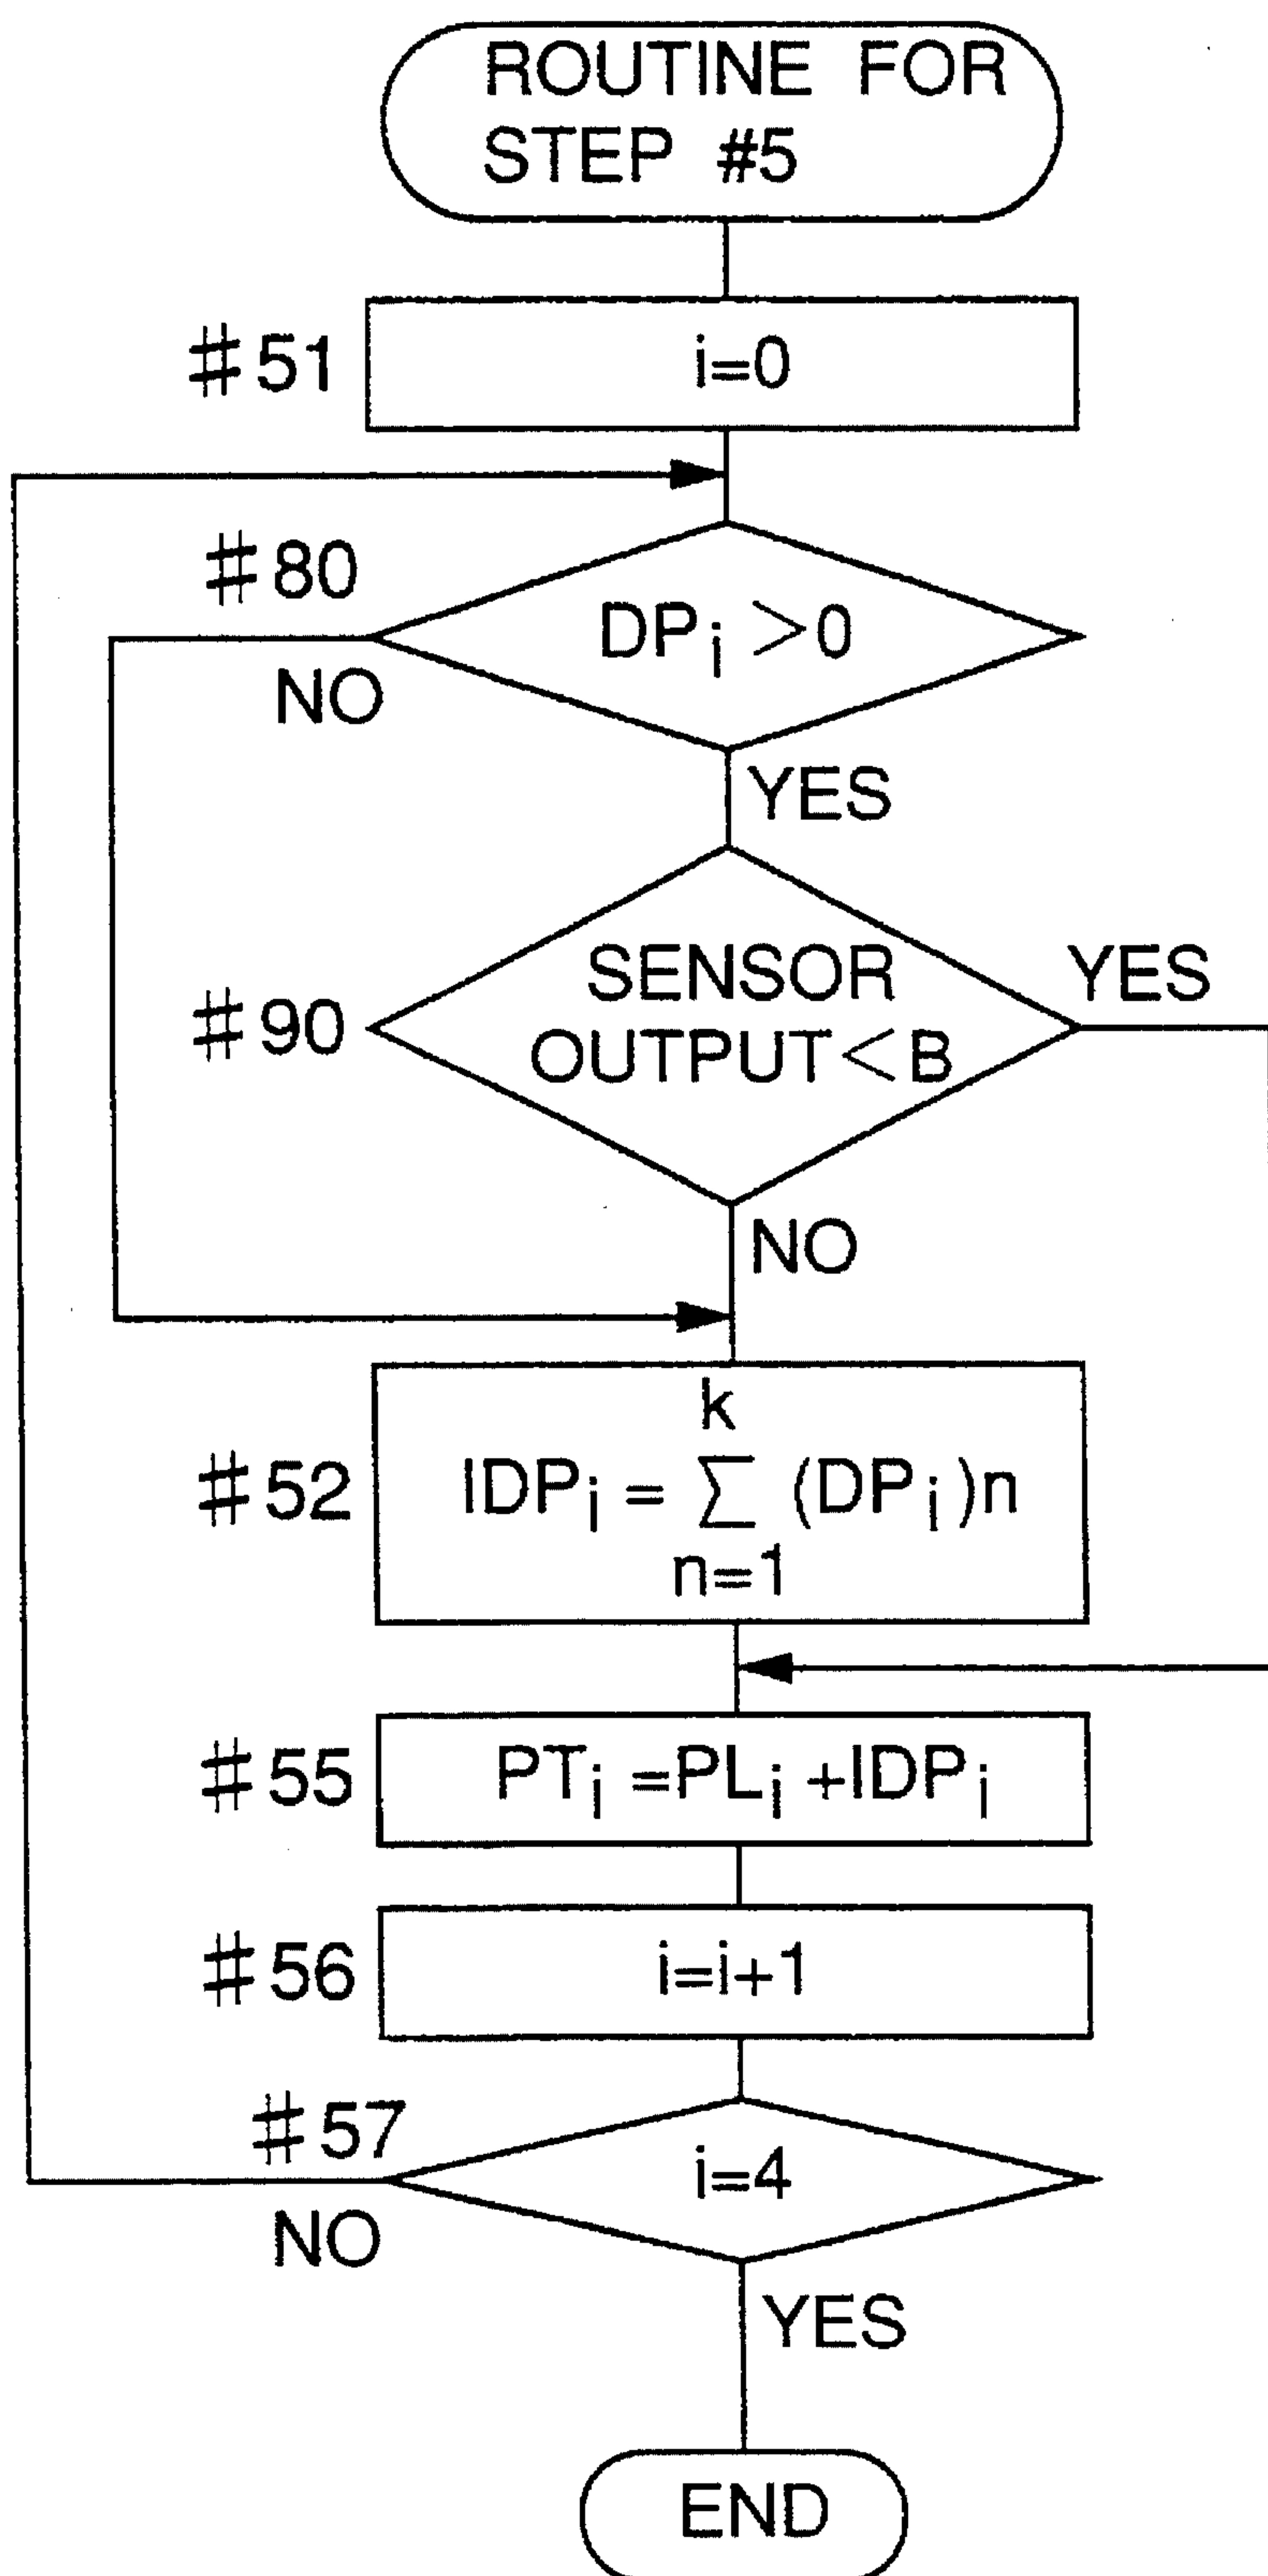 ROUTINE FOR
STEP #5
#51
i=0
#80
DPi >0
NO
YES
#90
SENSOR
OUTPUT<B
YES
NO
#52
k
IDPi = ∑ (DPi)n
n=1
#55
PTi =PLi +IDPi
#56
i=i+1
#57
i=4
NO
YES
END